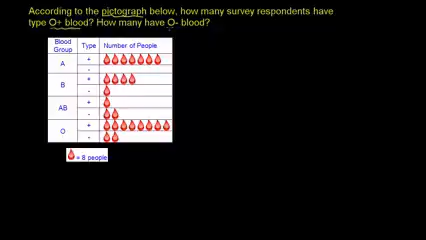 According to the pictograph below, how many survey respondents have
type O+ blood? How many have O- blood?
Blood Group Type Number of People
A +
-
B +
-
AB +
-
O +
-
= 8 people